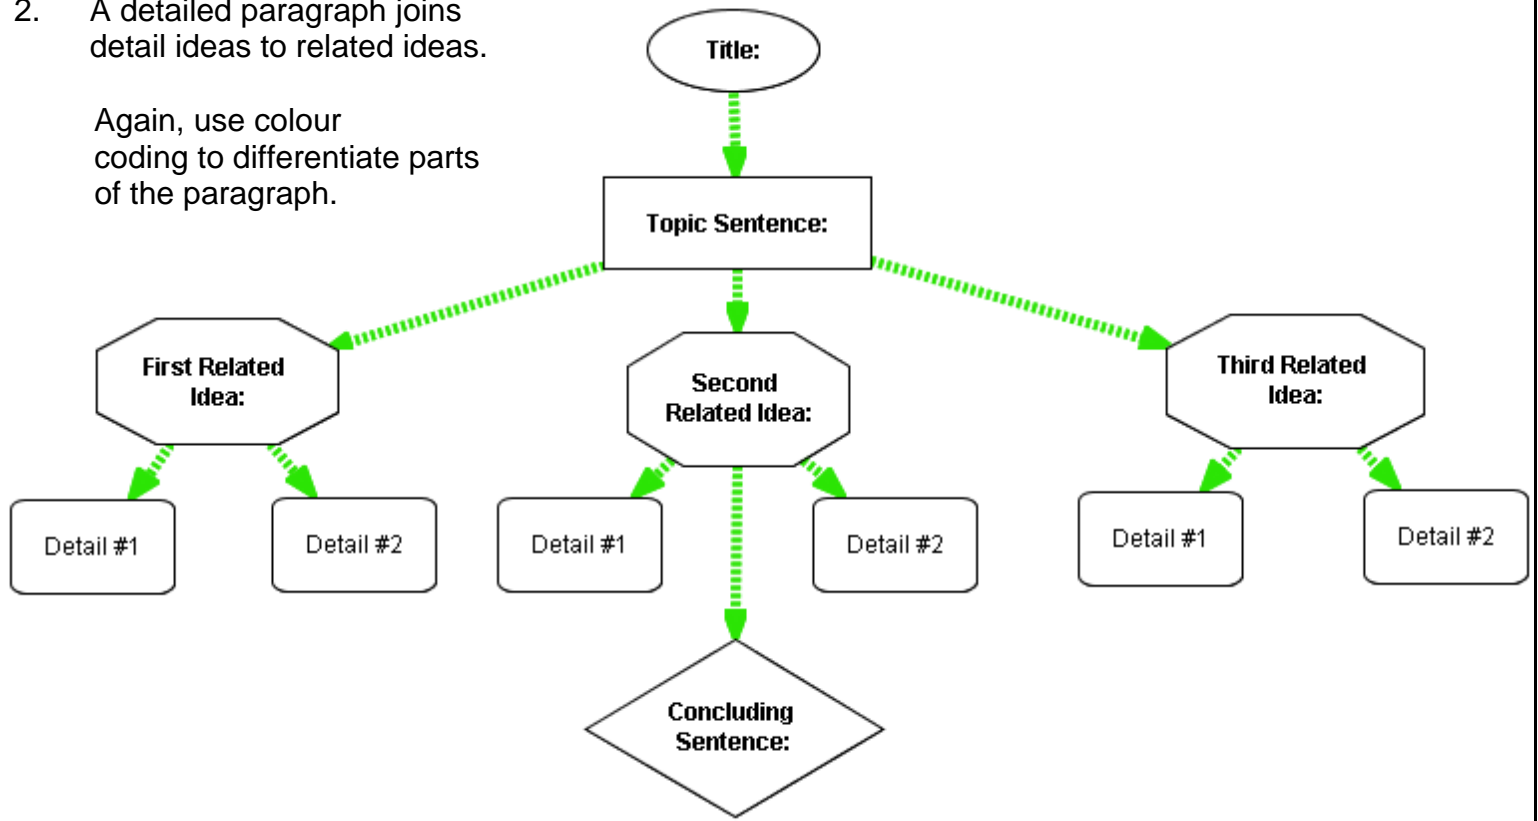 2. A detailed paragraph joins
detail ideas to related ideas.
Again, use colour
coding to differentiate parts
of the paragraph.
Title:
Topic Sentence:
First Related
Idea:
Second
Related Idea:
Third Related
Idea:
Detail #1
Detail #2
Detail #1
Detail #2
Detail #1
Detail #2
Concluding
Sentence: